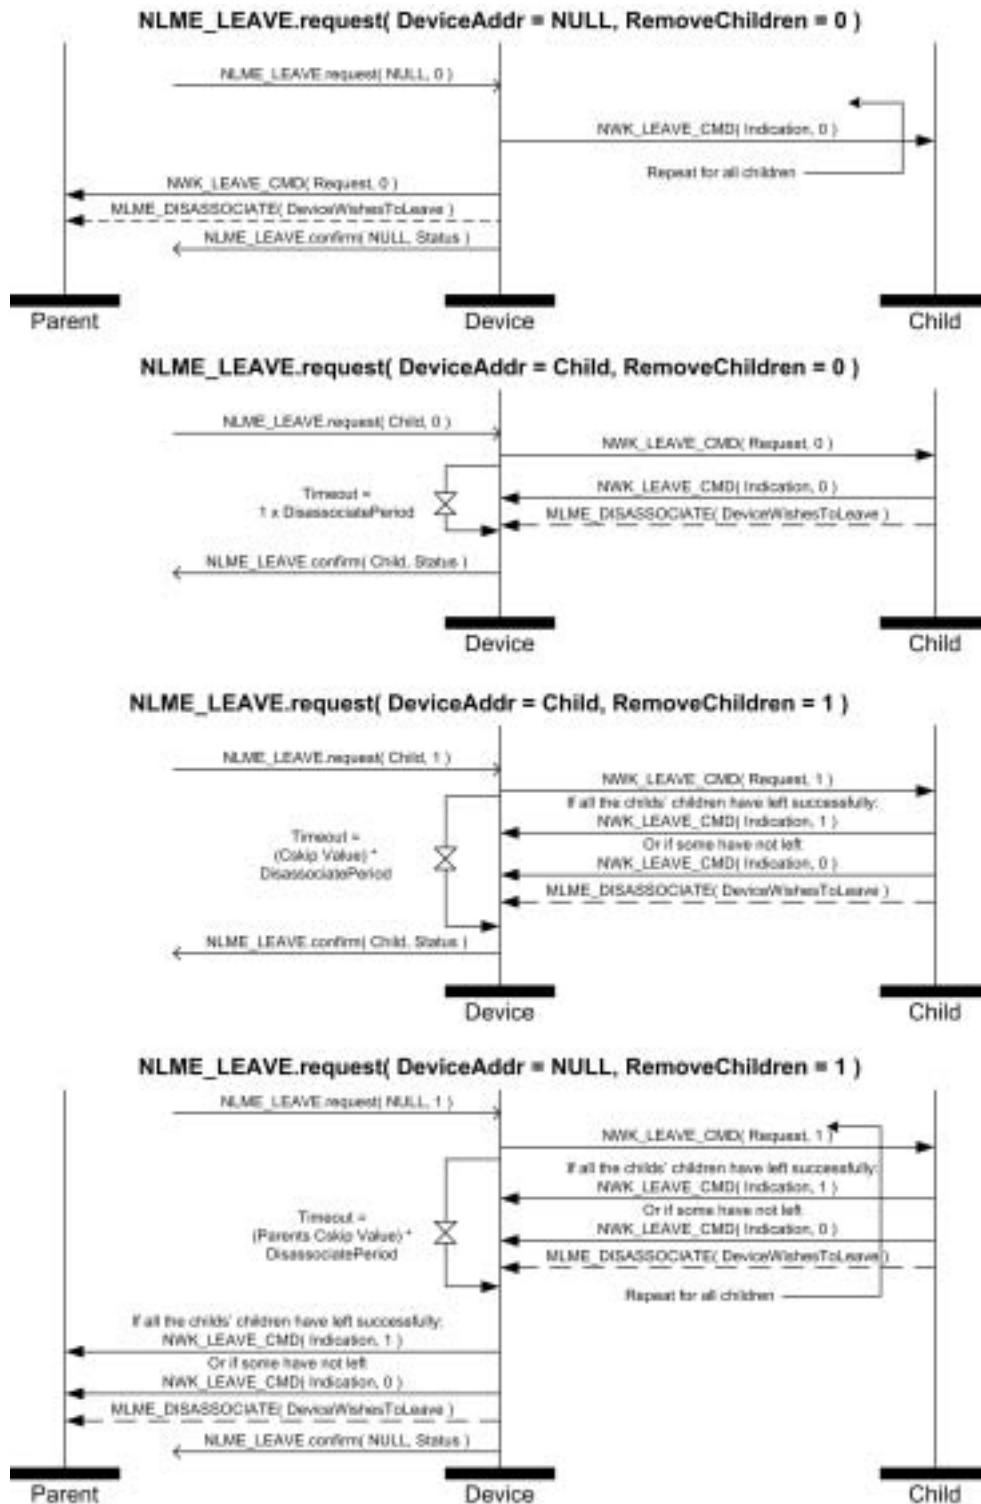 NLME_LEAVE.request( DeviceAddr = NULL, RemoveChildren = 0 )
NLME_LEAVE.request( NULL, 0 )
NWK_LEAVE_CMD( Indication, 0 )
Repeat for all children
NWK_LEAVE_CMD( Request, 0 )
MLME_DISASSOCIATE( DeviceWishesToLeave )
NLME_LEAVE.confirm( NULL, Status )
Parent
Device
Child
NLME_LEAVE.request( DeviceAddr = Child, RemoveChildren = 0 )
NLME_LEAVE.request( Child, 0 )
NWK_LEAVE_CMD( Request, 0 )
Timeout =
1 x DisassociatePeriod
NWK_LEAVE_CMD( Indication, 0 )
MLME_DISASSOCIATE( DeviceWishesToLeave )
NLME_LEAVE.confirm( Child, Status )
Device
Child
NLME_LEAVE.request( DeviceAddr = Child, RemoveChildren = 1 )
NLME_LEAVE.request( Child, 1 )
NWK_LEAVE_CMD( Request, 1 )
If all the childs' children have left successfully:
NWK_LEAVE_CMD( Indication, 1 )
Timeout =
(Cskip Value) *
DisassociatePeriod
Or if some have not left
NWK_LEAVE_CMD( Indication, 0 )
MLME_DISASSOCIATE( DeviceWishesToLeave )
NLME_LEAVE.confirm( Child, Status )
Device
Child
NLME_LEAVE.request( DeviceAddr = NULL, RemoveChildren = 1 )
NLME_LEAVE.request( NULL, 1 )
NWK_LEAVE_CMD( Request, 1 )
If all the childs' children have left successfully:
NWK_LEAVE_CMD( Indication, 1 )
Timeout =
(Parents Cskip Value) *
DisassociatePeriod
Or if some have not left
NWK_LEAVE_CMD( Indication, 0 )
MLME_DISASSOCIATE( DeviceWishesToLeave )
Repeat for all children
If all the childs' children have left successfully:
NWK_LEAVE_CMD( Indication, 1 )
Or if some have not left
NWK_LEAVE_CMD( Indication, 0 )
MLME_DISASSOCIATE( DeviceWishesToLeave )
NLME_LEAVE.confirm( NULL, Status )
Parent
Device
Child